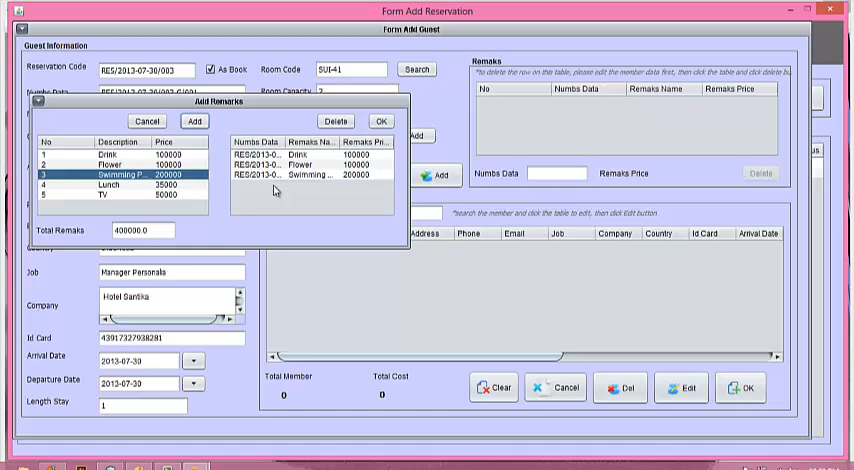 Form Add Reservation
Form Add Guest
Guest Information
Reservation Code RES/2013-07-30/003 As Book Room Code SUI-41 Search
Remaks
*to delete the row on this table, please edit the member data first, then click the table and click delete bu
Numbs Data Room Capacity 2
No Numbs Data Remaks Name Remaks Price
Add Remarks
Cancel Add Delete OK
Add
No Description Price
1 Drink 100000
2 Flower 100000
3 Swimming P... 200000
4 Lunch 35000
5 TV 50000
Numbs Data Remaks Na... Remaks Pri...
RES/2013-0... Drink 100000
RES/2013-0... Flower 100000
RES/2013-0... Swimming ... 200000
Total Remaks 400000.0
Add
Numbs Data Remaks Price Delete
*search the member and click the table to edit, then click Edit button
Address Phone Email Job Company Country Id Card Arrival Date
Job Manager Personala
Company Hotel Santika
Id Card 43917327938281
Arrival Date 2013-07-30
Departure Date 2013-07-30
Length Stay 1
Total Member Total Cost
0 0
Clear Cancel Del Edit OK